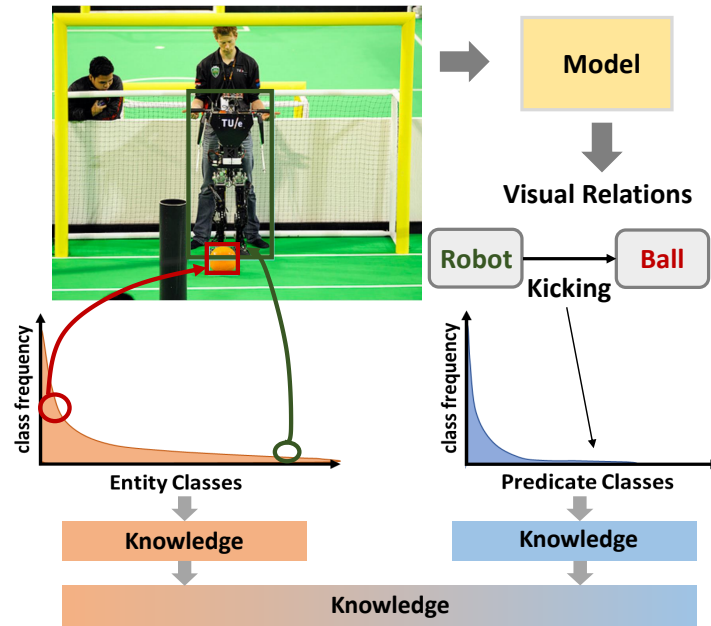 TU/e
Model
Visual Relations
Robot
Ball
Kicking
class frequency
Entity Classes
class frequency
Predicate Classes
Knowledge
Knowledge
Knowledge